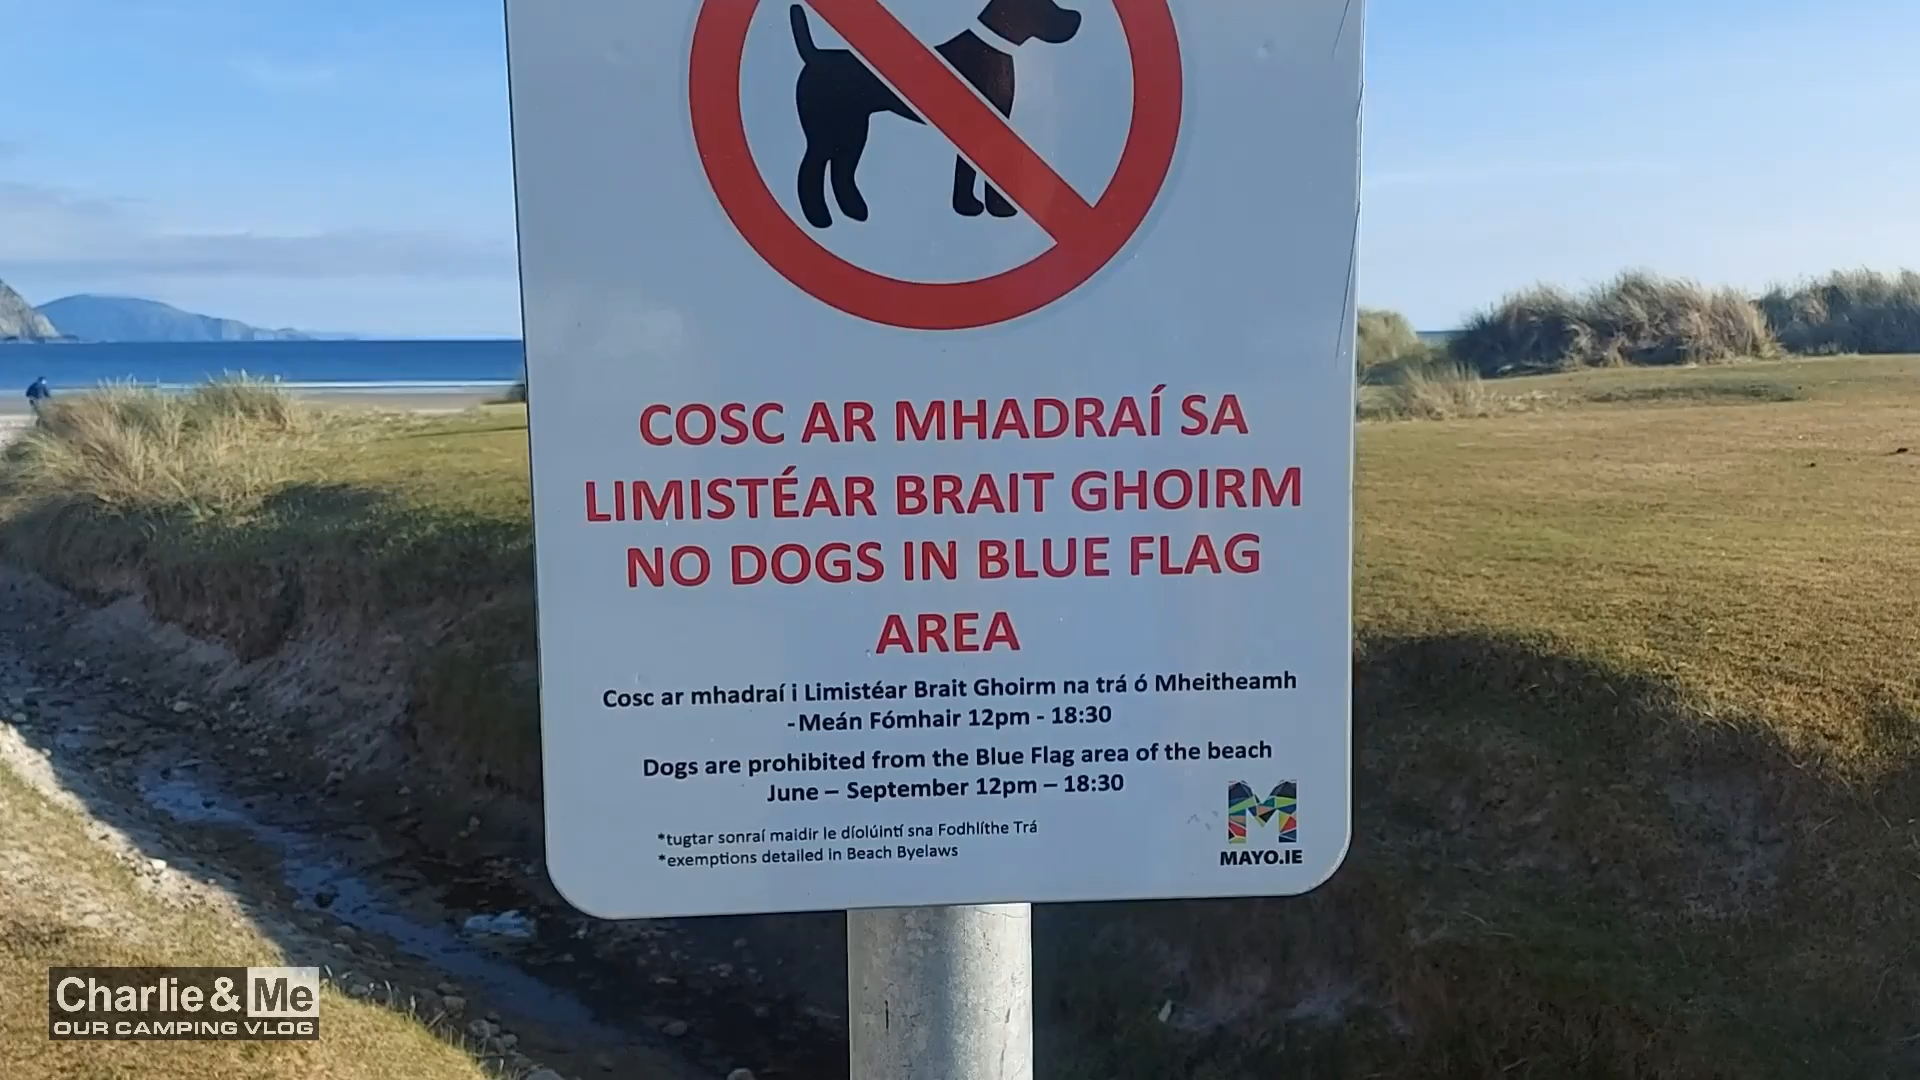 COSC AR MHADRAÍ SA
LIMISTÉAR BRAIT GHOIRM
NO DOGS IN BLUE FLAG
AREA
Cosc ar mhadraí i Limistéar Brait Ghoirm na trá ó Mheitheamh
- Meán Fómhair 12pm - 18:30
Dogs are prohibited from the Blue Flag area of the beach
June – September 12pm – 18:30
*tugtar sonraí maidir le díolúintí sna Fodhlíthe Trá
*exemptions detailed in Beach Byelaws
MAYO.IE
Charlie & Me
OUR CAMPING VLOG